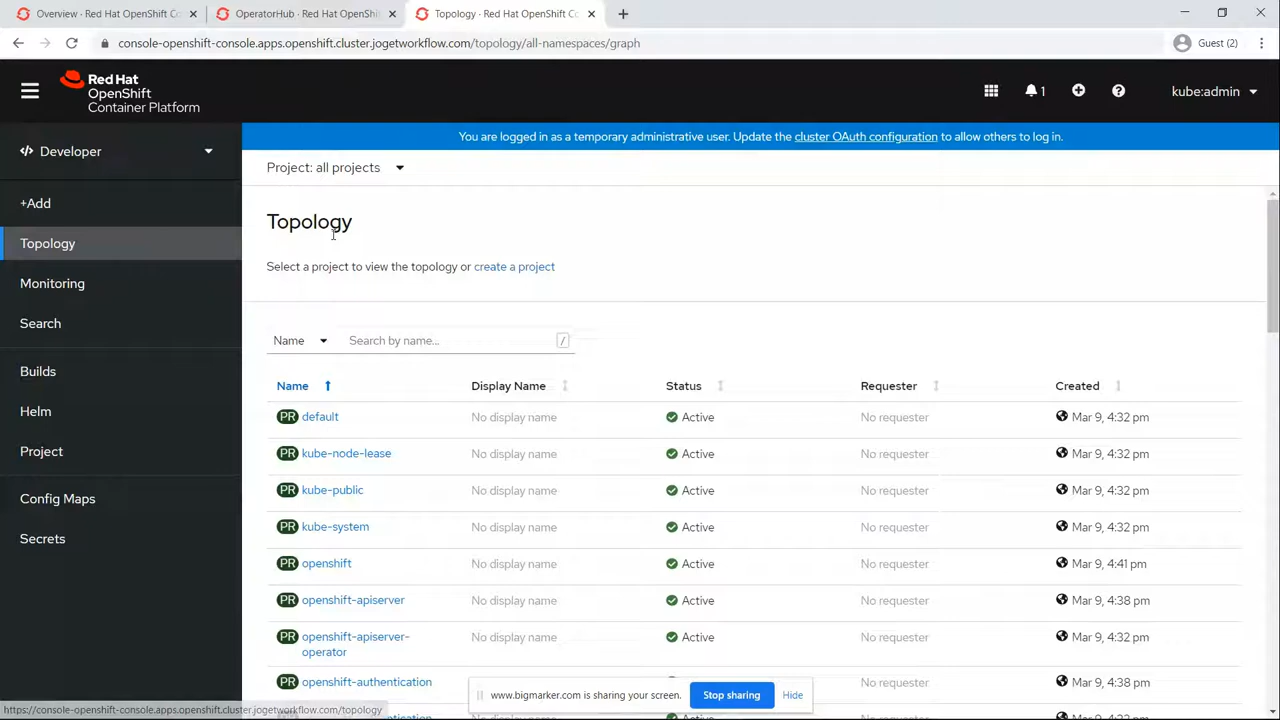 Overview · Red Hat OpenShift Co
OperatorHub · Red Hat OpenShift
Topology · Red Hat OpenShift Co
console-openshift-console.apps.openshift.cluster.jogetworkflow.com/topology/all-namespaces/graph
Guest (2)
Red Hat
OpenShift
Container Platform
1
kube:admin
You are logged in as a temporary administrative user. Update the cluster OAuth configuration to allow others to log in.
Developer
Project: all projects
+Add
Topology
Monitoring
Search
Builds
Helm
Project
Config Maps
Secrets
Topology
Select a project to view the topology or create a project
Name
Search by name...
/
Name Display Name Status Requester Created
PR default No display name Active No requester Mar 9, 4:32 pm
PR kube-node-lease No display name Active No requester Mar 9, 4:32 pm
PR kube-public No display name Active No requester Mar 9, 4:32 pm
PR kube-system No display name Active No requester Mar 9, 4:32 pm
PR openshift No display name Active No requester Mar 9, 4:41 pm
PR openshift-apiserver No display name Active No requester Mar 9, 4:38 pm
PR openshift-apiserver- No display name Active No requester Mar 9, 4:32 pm
operator
PR openshift-authentication No requester Mar 9, 4:38 pm
www.bigmarker.com is sharing your screen. Stop sharing Hide
https://console-openshift-console.apps.openshift.cluster.jogetworkflow.com/topology